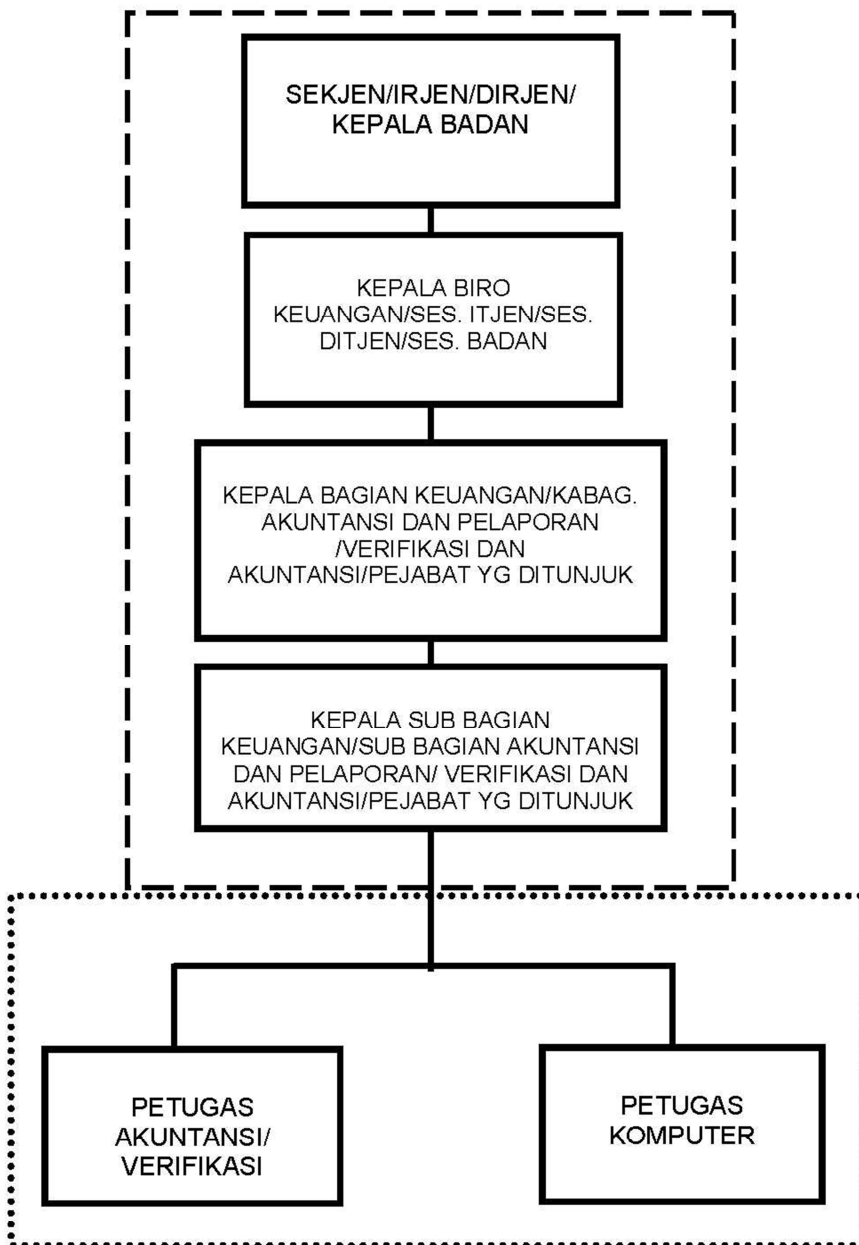 SEKJEN/IRJEN/DIRJEN/
KEPALA BADAN
KEPALA BIRO
KEUANGAN/SES. ITJEN/SES.
DITJEN/SES. BADAN
KEPALA BAGIAN KEUANGAN/KABAG.
AKUNTANSI DAN PELAPORAN
/VERIFIKASI DAN
AKUNTANSI/PEJABAT YG DITUNJUK
KEPALA SUB BAGIAN
KEUANGAN/SUB BAGIAN AKUNTANSI
DAN PELAPORAN/ VERIFIKASI DAN
AKUNTANSI/PEJABAT YG DITUNJUK
PETUGAS
AKUNTANSI/
VERIFIKASI
PETUGAS
KOMPUTER